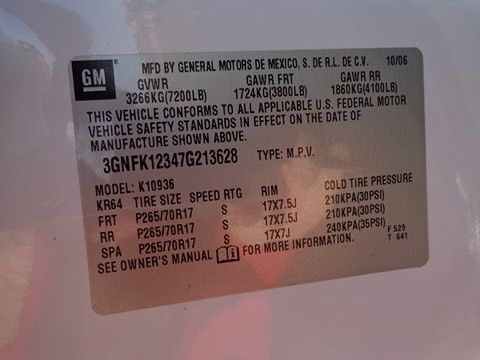 GM
MFD BY GENERAL MOTORS DE MEXICO, S. DE R.L. DE C.V. 10/06
GVWR GAWR FRT GAWR RR
3266KG(7200LB) 1724KG(3800LB) 1860KG(4100LB)
THIS VEHICLE CONFORMS TO ALL APPLICABLE U.S. FEDERAL MOTOR
VEHICLE SAFETY STANDARDS IN EFFECT ON THE DATE OF
MANUFACTURE SHOWN ABOVE.
3GNFK12347G213628 TYPE: M.P.V.
MODEL: K10936
KR64 TIRE SIZE SPEED RTG RIM COLD TIRE PRESSURE
FRT P265/70R17 S 17X7.5J 210KPA(30PSI)
RR P265/70R17 S 17X7.5J 210KPA(30PSI)
SPA P265/70R17 S 17X7J 240KPA(35PSI)
SEE OWNER'S MANUAL FOR MORE INFORMATION.
F 529
T 641